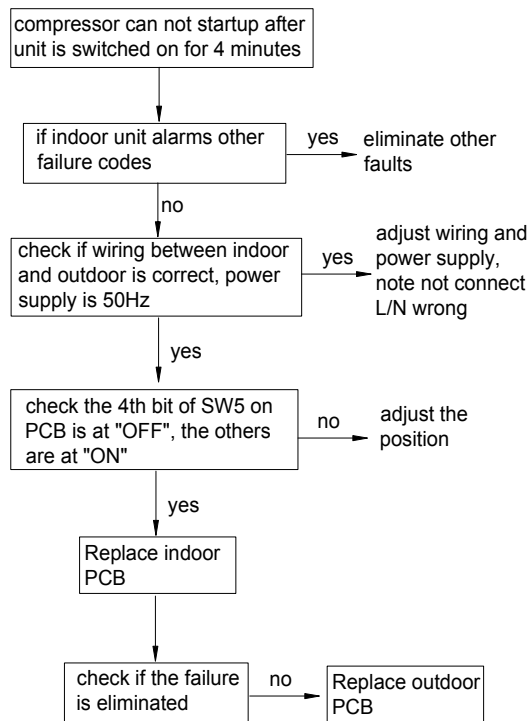 compressor can not startup after
unit is switched on for 4 minutes
if indoor unit alarms other
failure codes
yes
eliminate other
faults
no
check if wiring between indoor
and outdoor is correct, power
supply is 50Hz
yes
adjust wiring and
power supply,
note not connect
L/N wrong
yes
check the 4th bit of SW5 on
PCB is at "OFF", the others
are at "ON"
no
adjust the
position
yes
Replace indoor
PCB
check if the failure
is eliminated
no
Replace outdoor
PCB